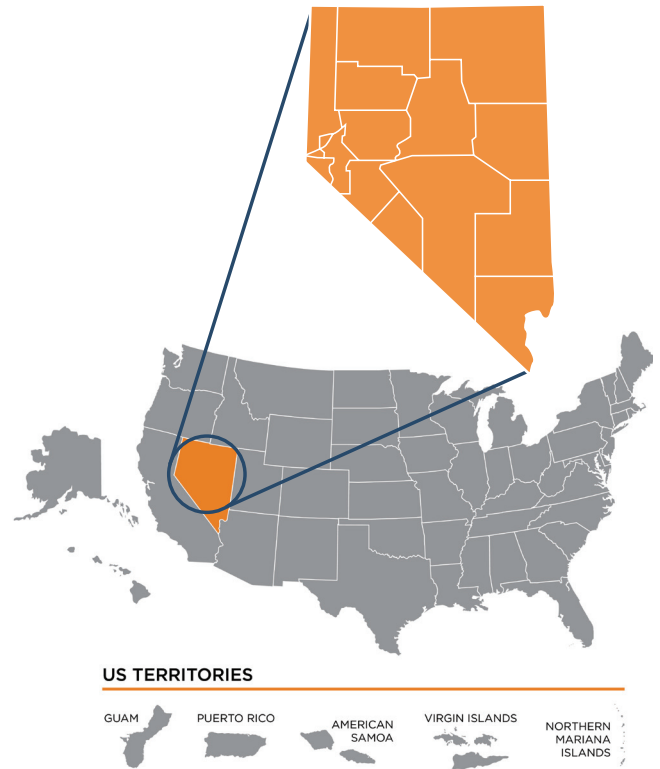 US TERRITORIES
GUAM
PUERTO RICO
AMERICAN
SAMOA
VIRGIN ISLANDS
NORTHERN
MARIANA
ISLANDS